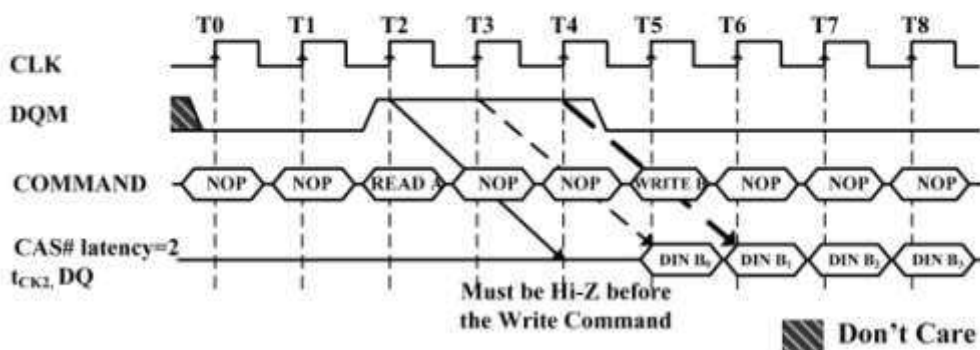 T0 T1 T2 T3 T4 T5 T6 T7 T8
CLK
DQM
COMMAND NOP NOP READ A NOP NOP WRITE B NOP NOP NOP
CAS# latency=2
tCK2, DQ DIN B0 DIN B1 DIN B2 DIN B3
Must be Hi-Z before
the Write Command
Don't Care